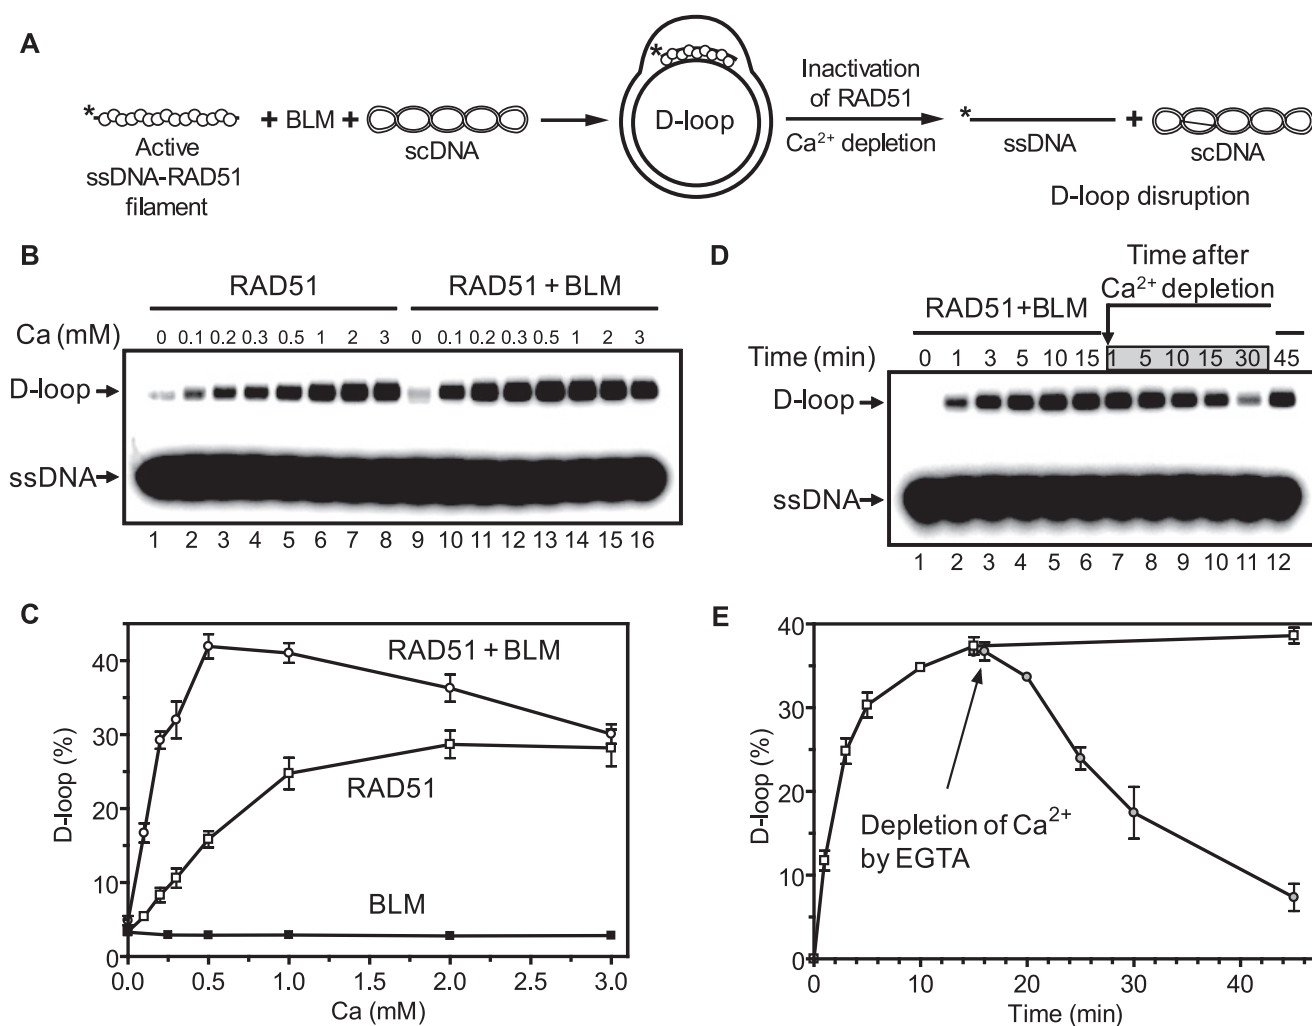 A
*
Active
ssDNA-RAD51
filament
+ BLM +
scDNA
*
D-loop
Inactivation
of RAD51
Ca²⁺ depletion
*
ssDNA
+
scDNA
D-loop disruption
B
RAD51 RAD51 + BLM
Ca (mM) 0 0.1 0.2 0.3 0.5 1 2 3 0 0.1 0.2 0.3 0.5 1 2 3
D-loop
ssDNA
1 2 3 4 5 6 7 8 9 10 11 12 13 14 15 16
D
Time after
Ca²⁺ depletion
RAD51+BLM
Time (min) 0 1 3 5 10 15 1 5 10 15 30 45
D-loop
ssDNA
1 2 3 4 5 6 7 8 9 10 11 12
C
D-loop (%)
40
30
20
10
0
RAD51 + BLM
RAD51
BLM
0.0 0.5 1.0 1.5 2.0 2.5 3.0
Ca (mM)
E
D-loop (%)
40
30
20
10
0
Depletion of Ca²⁺
by EGTA
0 10 20 30 40
Time (min)